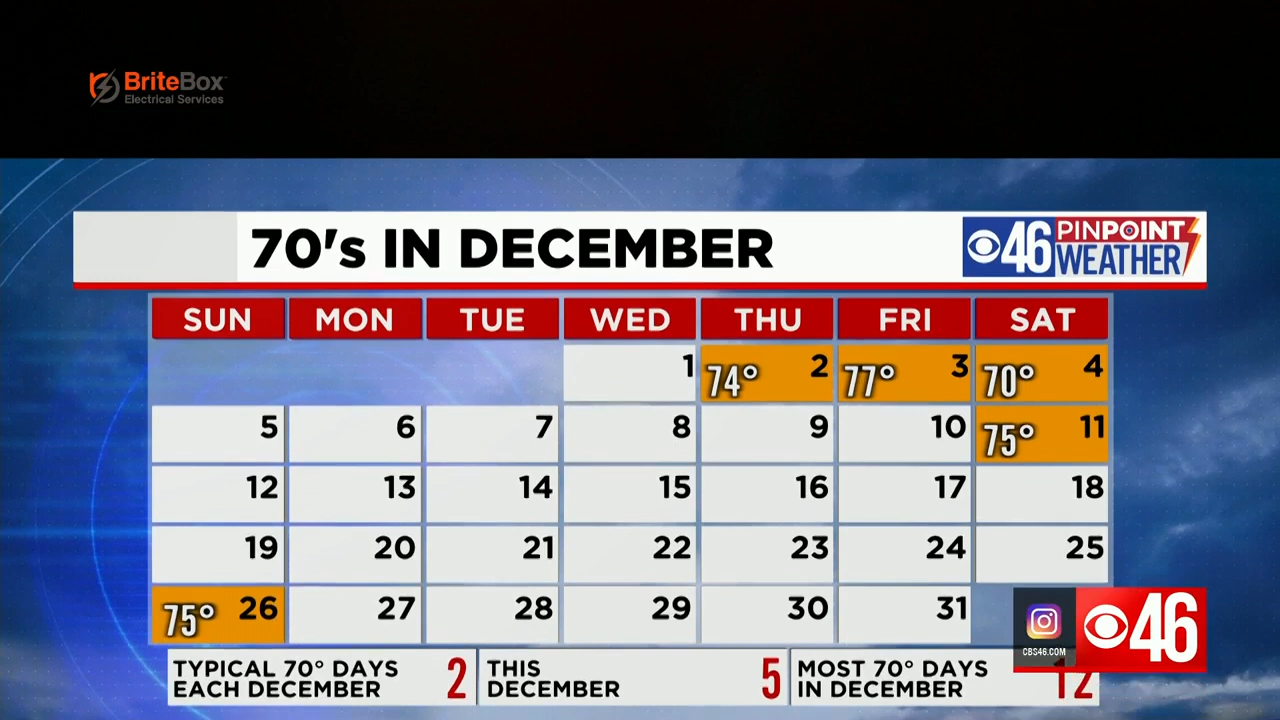 BriteBox
Electrical Services
70's IN DECEMBER
46 PINPOINT
WEATHER
SUN MON TUE WED THU FRI SAT
1 74° 2 77° 3 70° 4
5 6 7 8 9 10 75° 11
12 13 14 15 16 17 18
19 20 21 22 23 24 25
75° 26 27 28 29 30 31
46
CBS46.COM
TYPICAL 70° DAYS
EACH DECEMBER 2
THIS
DECEMBER 5
MOST 70° DAYS
IN DECEMBER 12